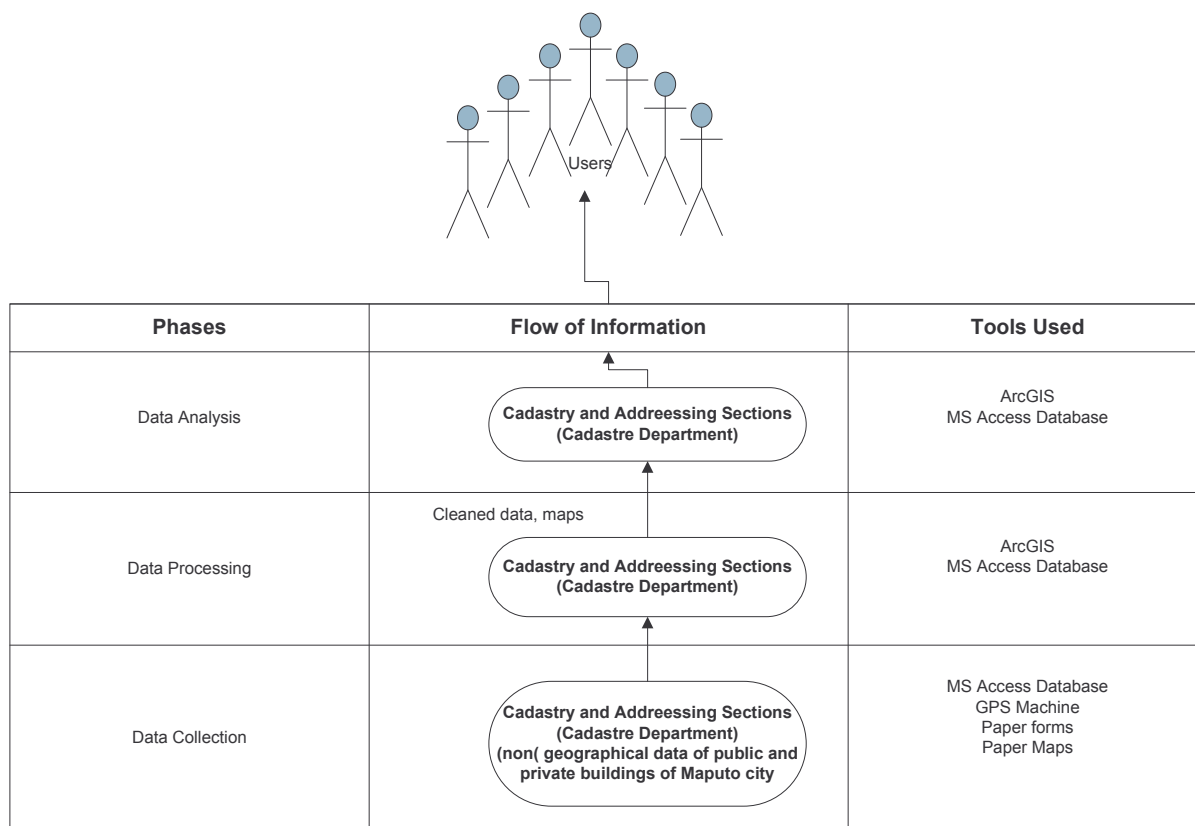 Users
Phases
Flow of Information
Tools Used
Data Analysis
Cadastry and Addreessing Sections
(Cadastre Department)
ArcGIS
MS Access Database
Cleaned data, maps
Data Processing
Cadastry and Addreessing Sections
(Cadastre Department)
ArcGIS
MS Access Database
Data Collection
Cadastry and Addreessing Sections
(Cadastre Department)
(non( geographical data of public and
private buildings of Maputo city
MS Access Database
GPS Machine
Paper forms
Paper Maps